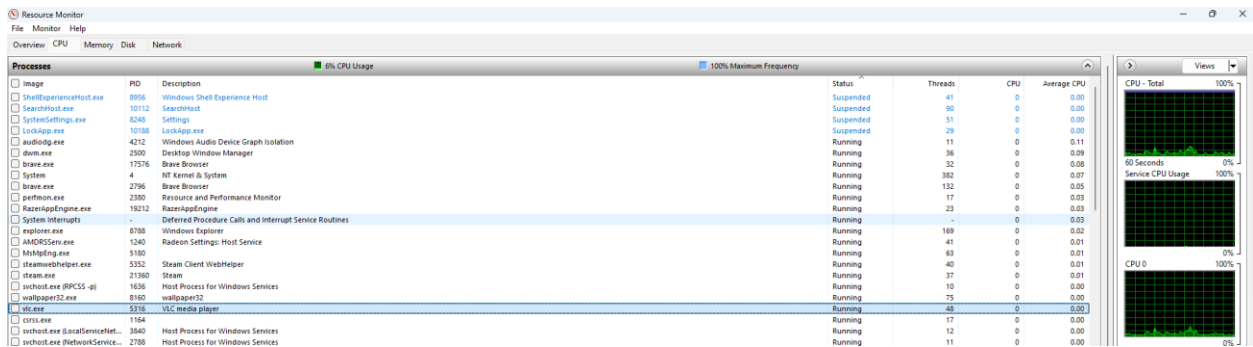 Resource Monitor
File Monitor Help
Overview CPU Memory Disk Network
Processes 6% CPU Usage 100% Maximum Frequency Views
Image PID Description Status Threads CPU Average CPU
ShellExperienceHost.exe 8956 Windows Shell Experience Host Suspended 41 0 0.00
SearchHost.exe 10112 SearchHost Suspended 90 0 0.00
SystemSettings.exe 8248 Settings Suspended 51 0 0.00
LockApp.exe 10188 LockApp.exe Suspended 29 0 0.00
audiodg.exe 4212 Windows Audio Device Graph Isolation Running 11 0 0.11
dwm.exe 2500 Desktop Window Manager Running 36 0 0.09
brave.exe 17576 Brave Browser Running 32 0 0.08
System 4 NT Kernel & System Running 382 0 0.07
brave.exe 2796 Brave Browser Running 132 0 0.05
perfmon.exe 2380 Resource and Performance Monitor Running 17 0 0.03
RazerAppEngine.exe 19212 RazerAppEngine Running 23 0 0.03
System Interrupts - Deferred Procedure Calls and Interrupt Service Routines Running - 0 0.03
explorer.exe 8788 Windows Explorer Running 169 0 0.02
AMDRSServ.exe 1240 Radeon Settings: Host Service Running 41 0 0.01
MsMpEng.exe 5180 Running 63 0 0.01
steamwebhelper.exe 5352 Steam Client WebHelper Running 40 0 0.01
steam.exe 21360 Steam Running 37 0 0.01
svchost.exe (RPCSS -p) 1636 Host Process for Windows Services Running 10 0 0.00
wallpaper32.exe 8160 wallpaper32 Running 75 0 0.00
vlc.exe 5316 VLC media player Running 48 0 0.00
csrss.exe 1164 Running 17 0 0.00
svchost.exe (LocalServiceNet... 3840 Host Process for Windows Services Running 12 0 0.00
svchost.exe (NetworkService... 2788 Host Process for Windows Services Running 11 0 0.00
CPU - Total 100%
60 Seconds 0%
Service CPU Usage 100%
0%
CPU 0 100%
0%